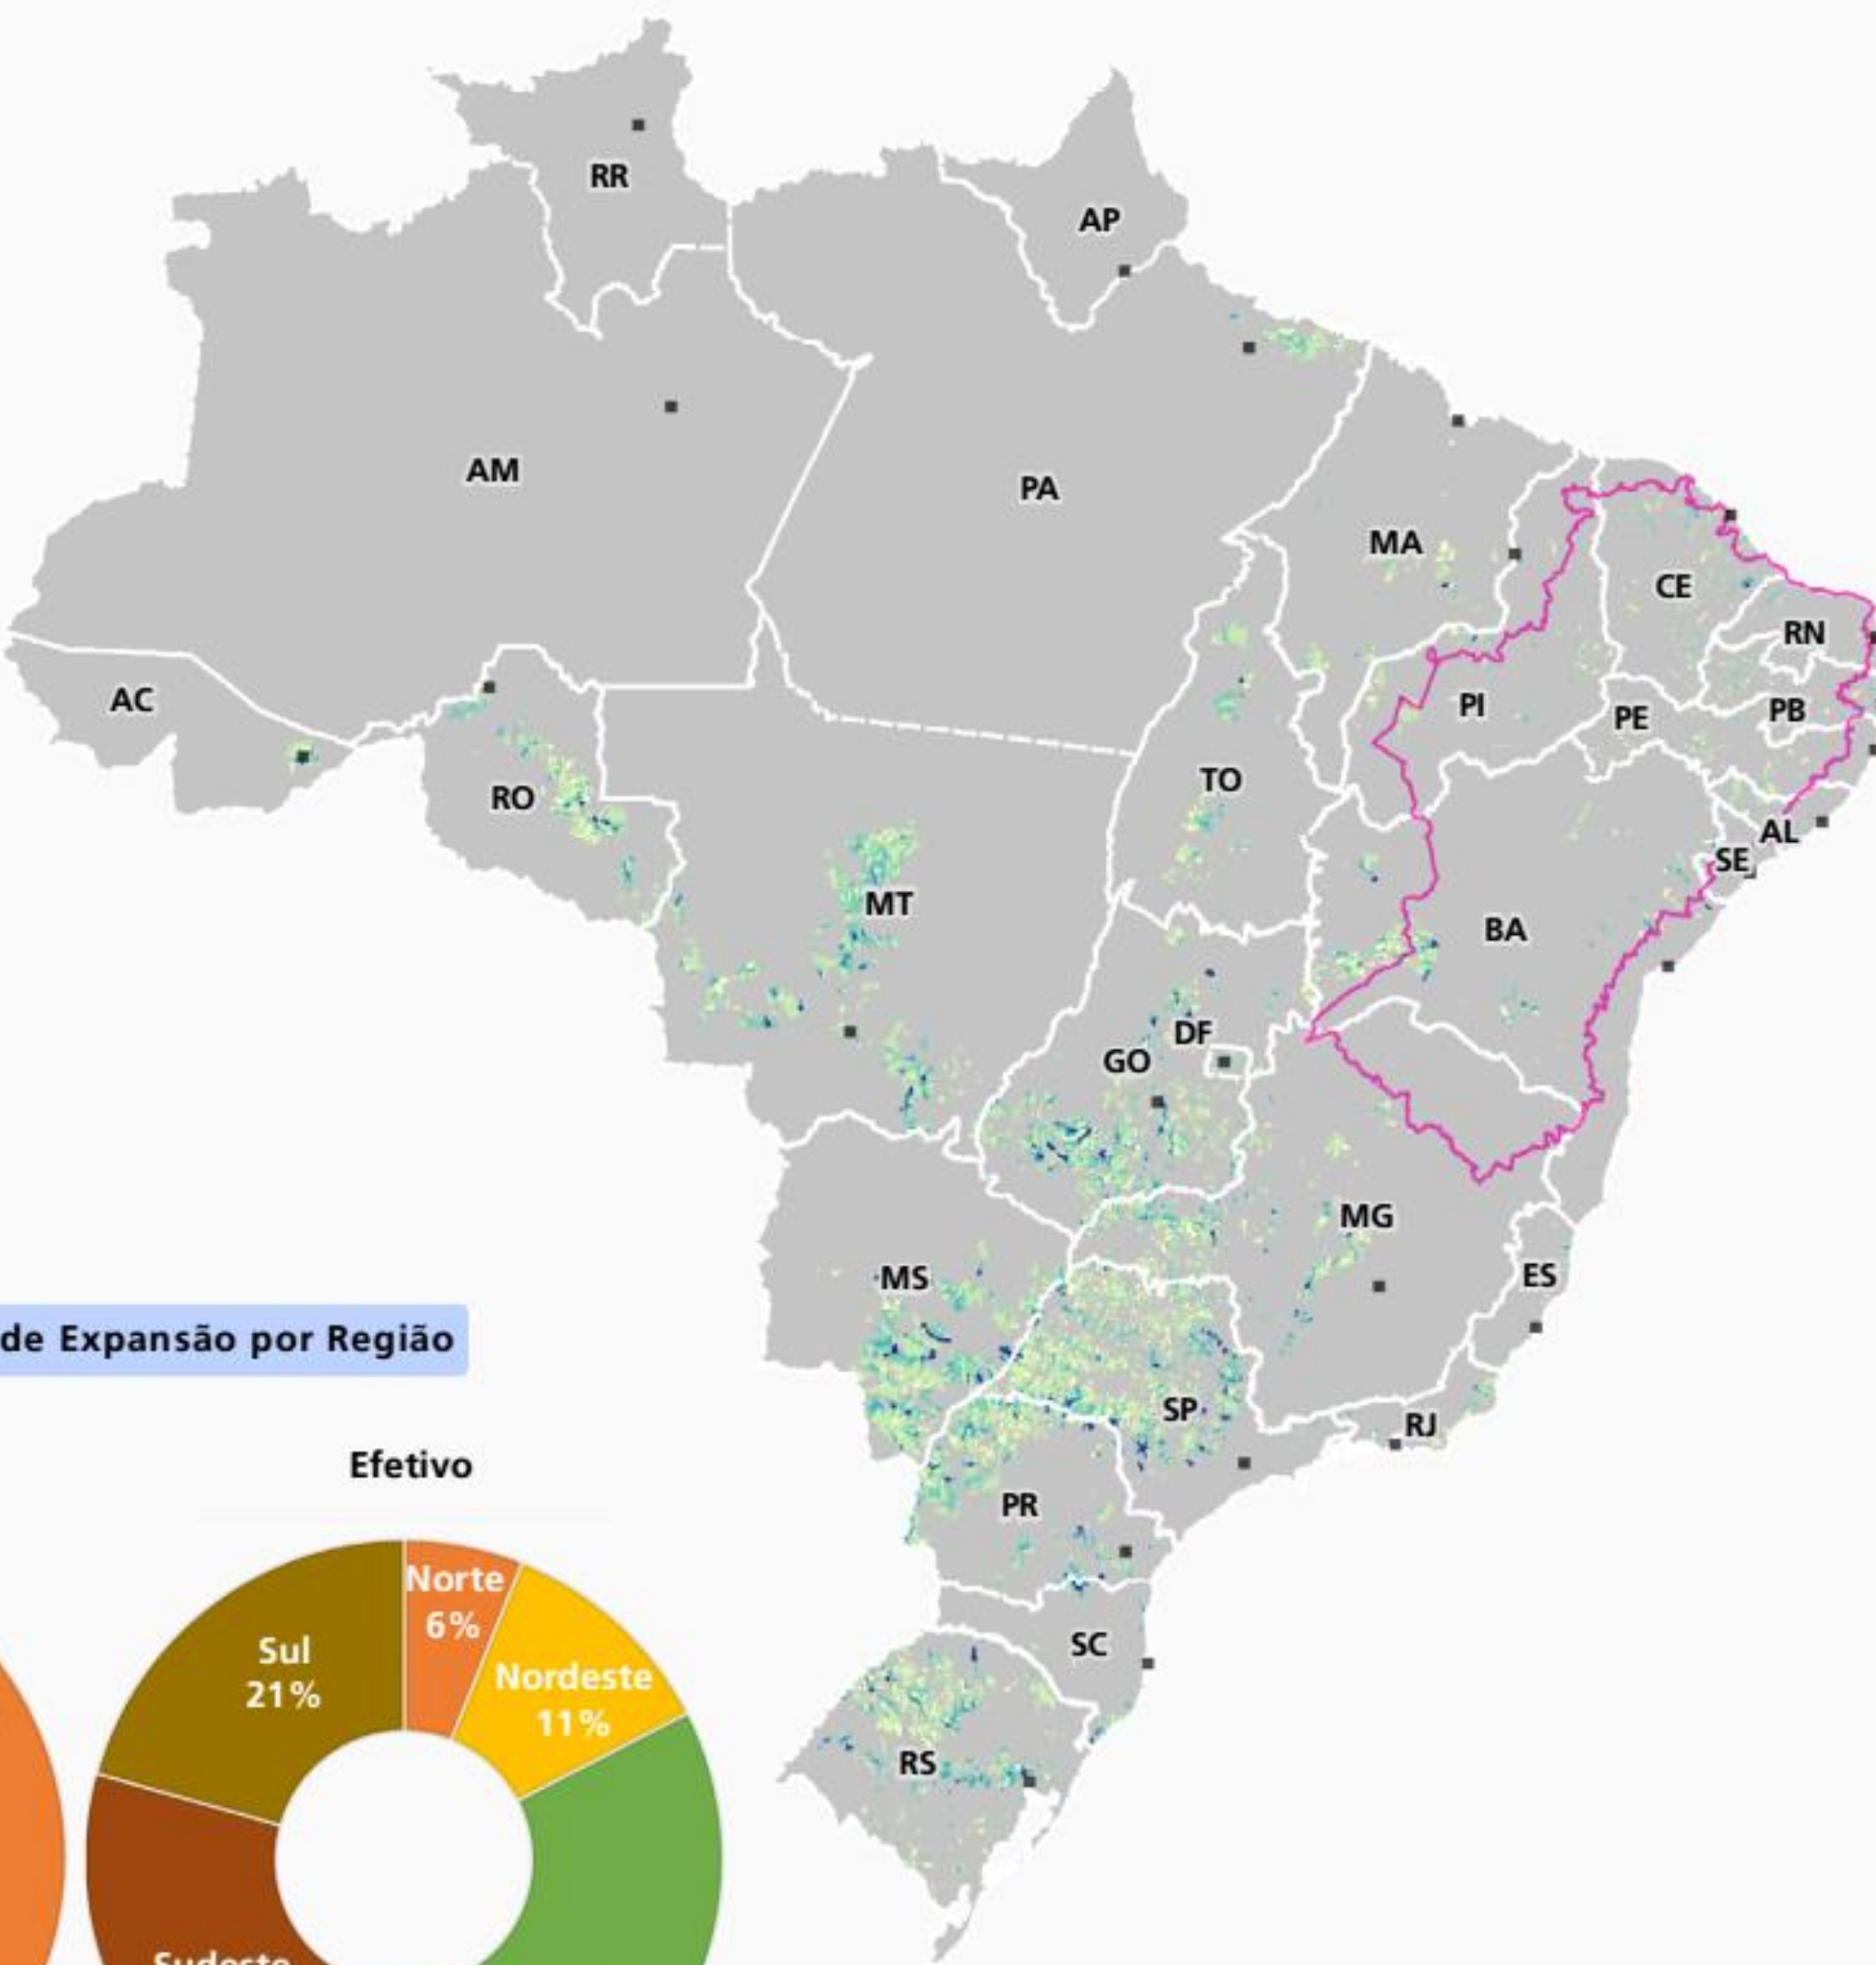 RR
AP
AM
PA
MA
CE
RN
PI
PB
PE
AC
TO
RO
AL
SE
MT
BA
DF
GO
MG
MS
ES
de Expansão por Região
SP
RJ
Efetivo
PR
Norte
6%
Sul
21%
SC
Nordeste
11%
RS
Sudeste